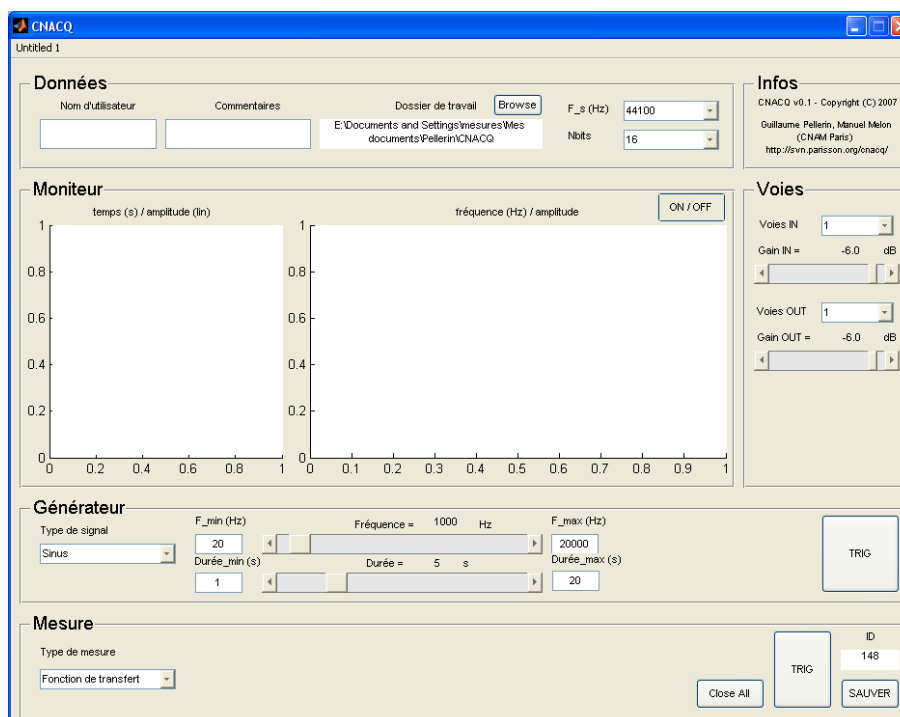 CNACQ
Untitled 1
Données
Nom d'utilisateur
Commentaires
Dossier de travail
Browse
E:\Documents and Settings\mesures\Mes
documents\Pellerin\CNACQ
F_s (Hz)
44100
Nbits
16
Infos
CNACQ v0.1 - Copyright (C) 2007
Guillaume Pellerin, Manuel Melon
(CNAM Paris)
http://svn.parisson.org/cnacq/
Moniteur
temps (s) / amplitude (lin)
1
0.8
0.6
0.4
0.2
0
0 0.2 0.4 0.6 0.8 1
fréquence (Hz) / amplitude
ON / OFF
1
0.8
0.6
0.4
0.2
0
0 0.1 0.2 0.3 0.4 0.5 0.6 0.7 0.8 0.9 1
Voies
Voies IN 1
Gain IN = -6.0 dB
Voies OUT 1
Gain OUT = -6.0 dB
Générateur
Type de signal
Sinus
F_min (Hz)
20
Fréquence = 1000 Hz
F_max (Hz)
20000
Durée_min (s)
1
Durée = 5 s
Durée_max (s)
20
TRIG
Mesure
Type de mesure
Fonction de transfert
Close All
TRIG
ID
148
SAUVER